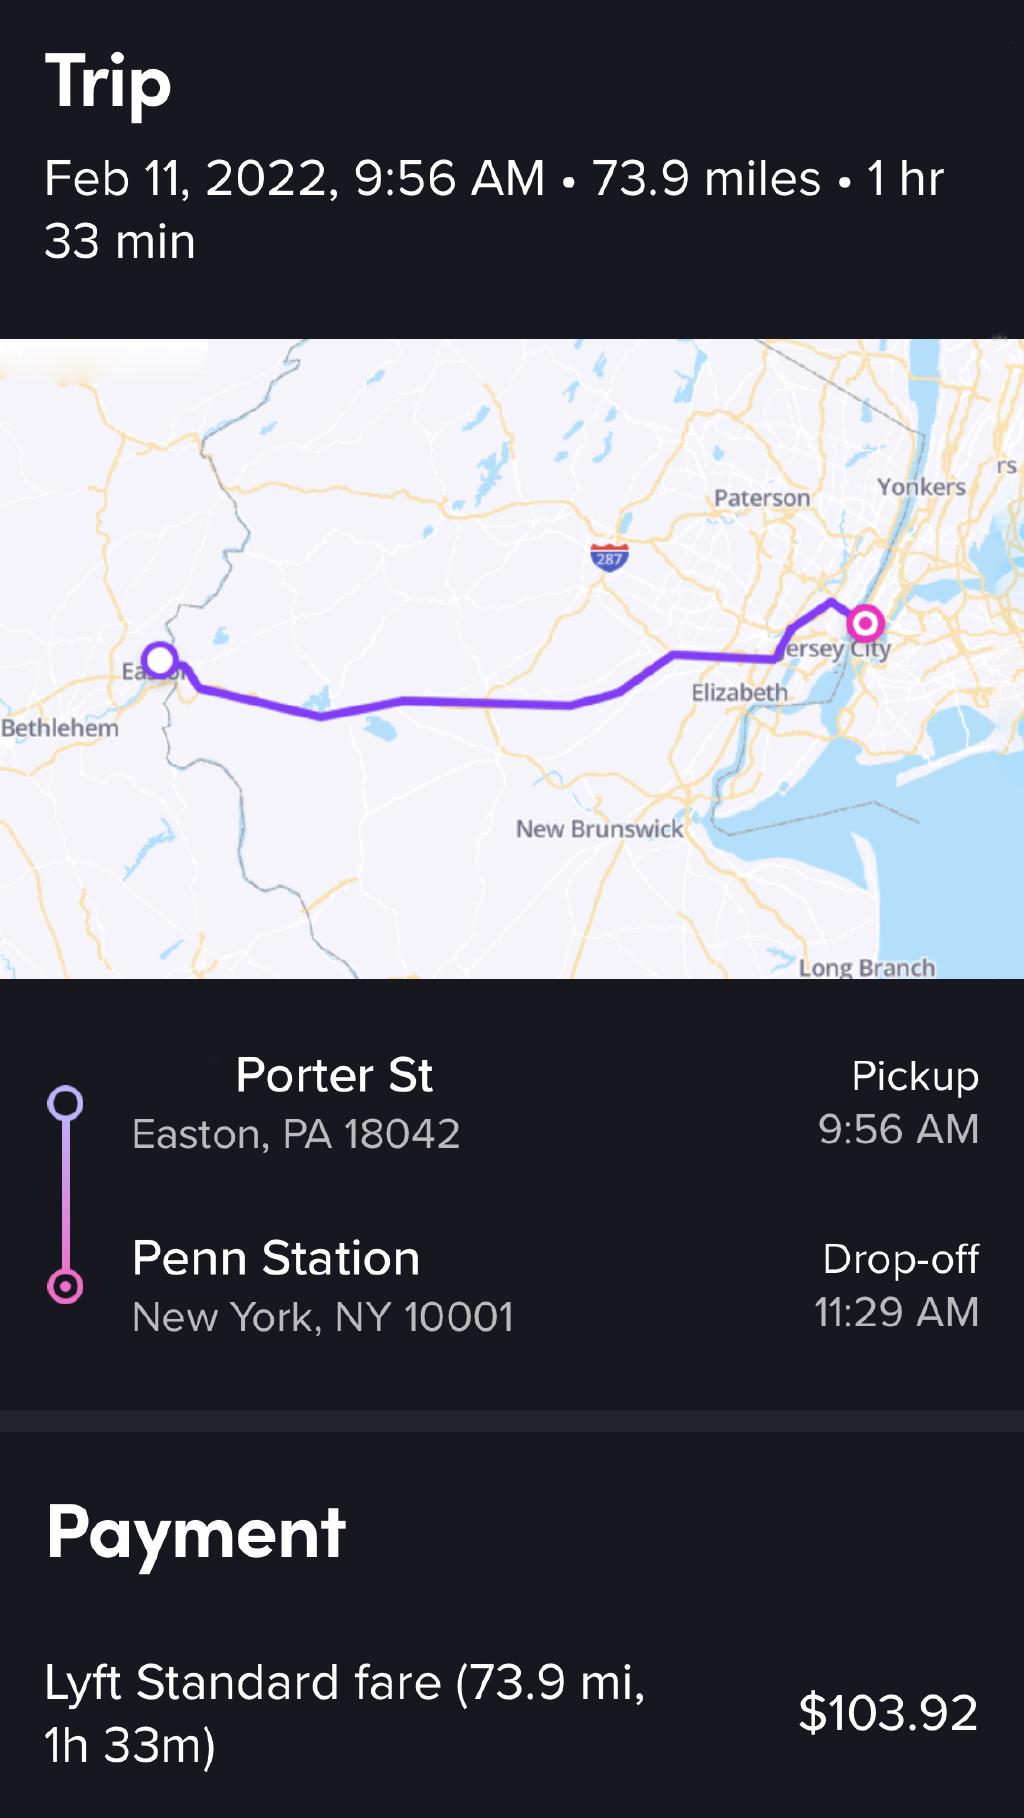 Trip
Feb 11, 2022, 9:56 AM • 73.9 miles • 1 hr
33 min
rs
Yonkers
Paterson
287
ersey City
Elizabeth
Bethlehem
New Brunswick
Long Branch
Porter St
Pickup
Easton, PA 18042
9:56 AM
Penn Station
Drop-off
New York, NY 10001
11:29 AM
Payment
Lyft Standard fare (73.9 mi,
1h 33m)
$103.92